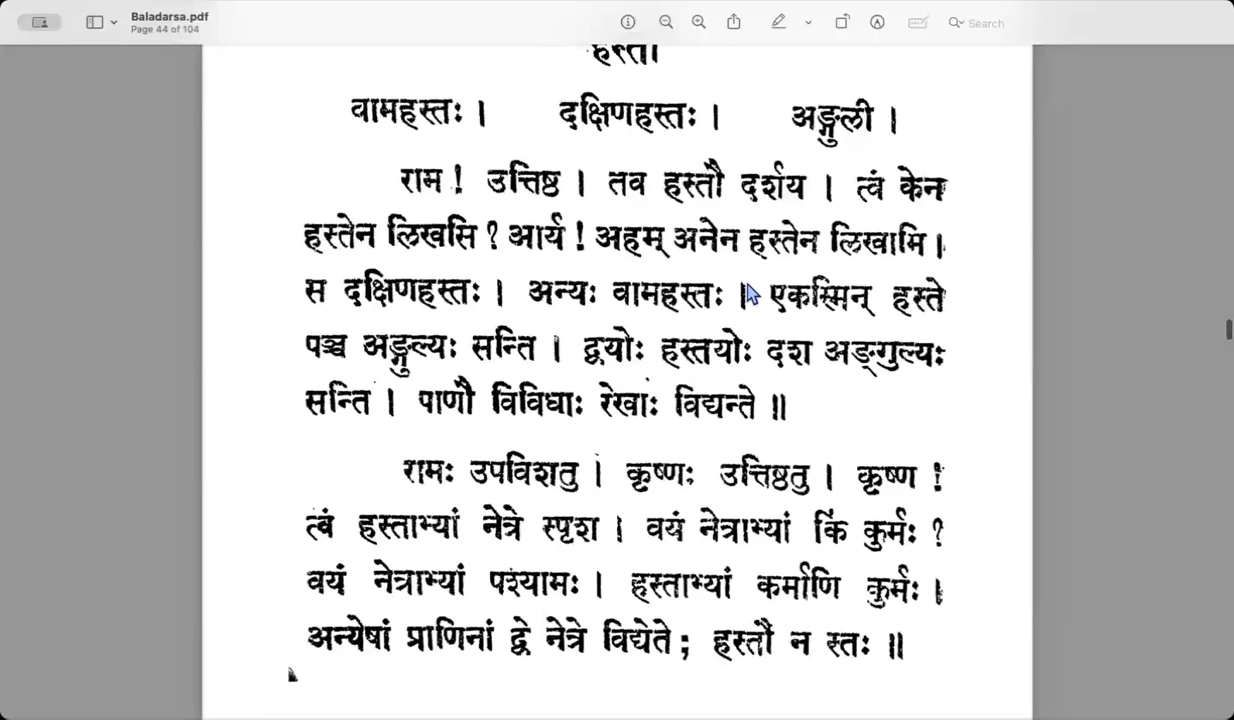 Baladarsa.pdf
Page 44 of 104
Search
हस्तौ
वामहस्तः । दक्षिणहस्तः । अङ्गुली ।
राम ! उत्तिष्ठ । तव हस्तौ दर्शय । त्वं केन
हस्तेन लिखसि ? आर्य ! अहम् अनेन हस्तेन लिखामि ।
स दक्षिणहस्तः । अन्यः वामहस्तः । एकस्मिन् हस्ते
पञ्च अङ्गुल्यः सन्ति । द्वयोः हस्तयोः दश अङ्गुल्यः
सन्ति । पाणौ विविधाः रेखाः विद्यन्ते ॥
रामः उपविशतु । कृष्णः उत्तिष्ठतु । कृष्ण !
त्वं हस्ताभ्यां नेत्रे स्पृश । वयं नेत्राभ्यां किं कुर्मः ?
वयं नेत्राभ्यां पश्यामः । हस्ताभ्यां कर्माणि कुर्मः ।
अन्येषां प्राणिनां द्वे नेत्रे विद्येते ; हस्तौ न स्तः ॥